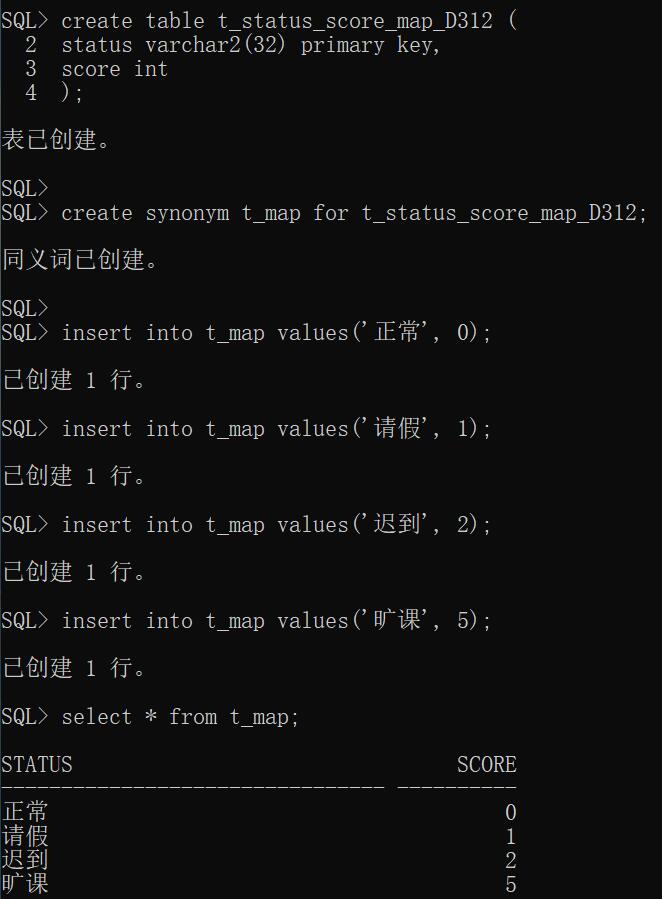 SQL> create table t_status_score_map_D312 (
  2  status varchar2(32) primary key,
  3  score int
  4  );
表已创建。
SQL>
SQL> create synonym t_map for t_status_score_map_D312;
同义词已创建。
SQL>
SQL> insert into t_map values('正常', 0);
已创建 1 行。
SQL> insert into t_map values('请假', 1);
已创建 1 行。
SQL> insert into t_map values('迟到', 2);
已创建 1 行。
SQL> insert into t_map values('旷课', 5);
已创建 1 行。
SQL> select * from t_map;
STATUS                                SCORE
-------------------------------- ----------
正常                                      0
请假                                      1
迟到                                      2
旷课                                      5